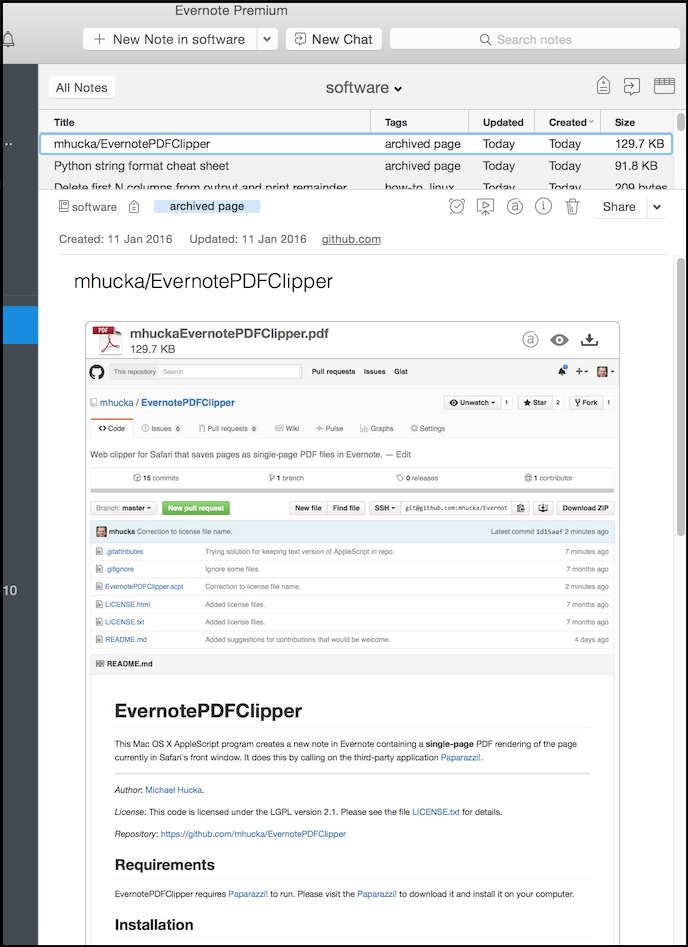 Evernote Premium
New Note in software
New Chat
Search notes
All Notes
software
Title Tags Updated Created Size
mhucka/EvernotePDFClipper archived page Today Today 129.7 KB
Python string format cheat sheet archived page Today Today 91.8 KB
Delete first N columns from output and print remainder how-to, linux Today Today 209 bytes
software archived page Share
Created: 11 Jan 2016 Updated: 11 Jan 2016 github.com
mhucka/EvernotePDFClipper
PDF
mhuckaEvernotePDFClipper.pdf
129.7 KB
This repository Search Pull requests Issues Gist
mhucka / EvernotePDFClipper Unwatch 1 Star 2 Fork 1
Code Issues 0 Pull requests 0 Wiki Pulse Graphs Settings
Web clipper for Safari that saves pages as single-page PDF files in Evernote. — Edit
15 commits 1 branch 0 releases 1 contributor
Branch: master New pull request New file Find file SSH git@github.com:mhucka/Evernot Download ZIP
mhucka Correction to license file name. Latest commit 1d15aaf 2 minutes ago
.gitattributes Trying solution for keeping text version of AppleScript in repo. 7 minutes ago
.gitignore Ignore some files. 7 months ago
EvernotePDFClipper.scpt Correction to license file name. 2 minutes ago
LICENSE.html Added license files. 7 months ago
LICENSE.txt Added license files. 7 months ago
README.md Added suggestions for contributions that would be welcome. 4 days ago
README.md
EvernotePDFClipper
This Mac OS X AppleScript program creates a new note in Evernote containing a single-page PDF rendering of the page
currently in Safari's front window. It does this by calling on the third-party application Paparazzi!.
Author: Michael Hucka.
License: This code is licensed under the LGPL version 2.1. Please see the file LICENSE.txt for details.
Repository: https://github.com/mhucka/EvernotePDFClipper
10
Requirements
EvernotePDFClipper requires Paparazzi! to run. Please visit the Paparazzi! to download it and install it on your computer.
Installation